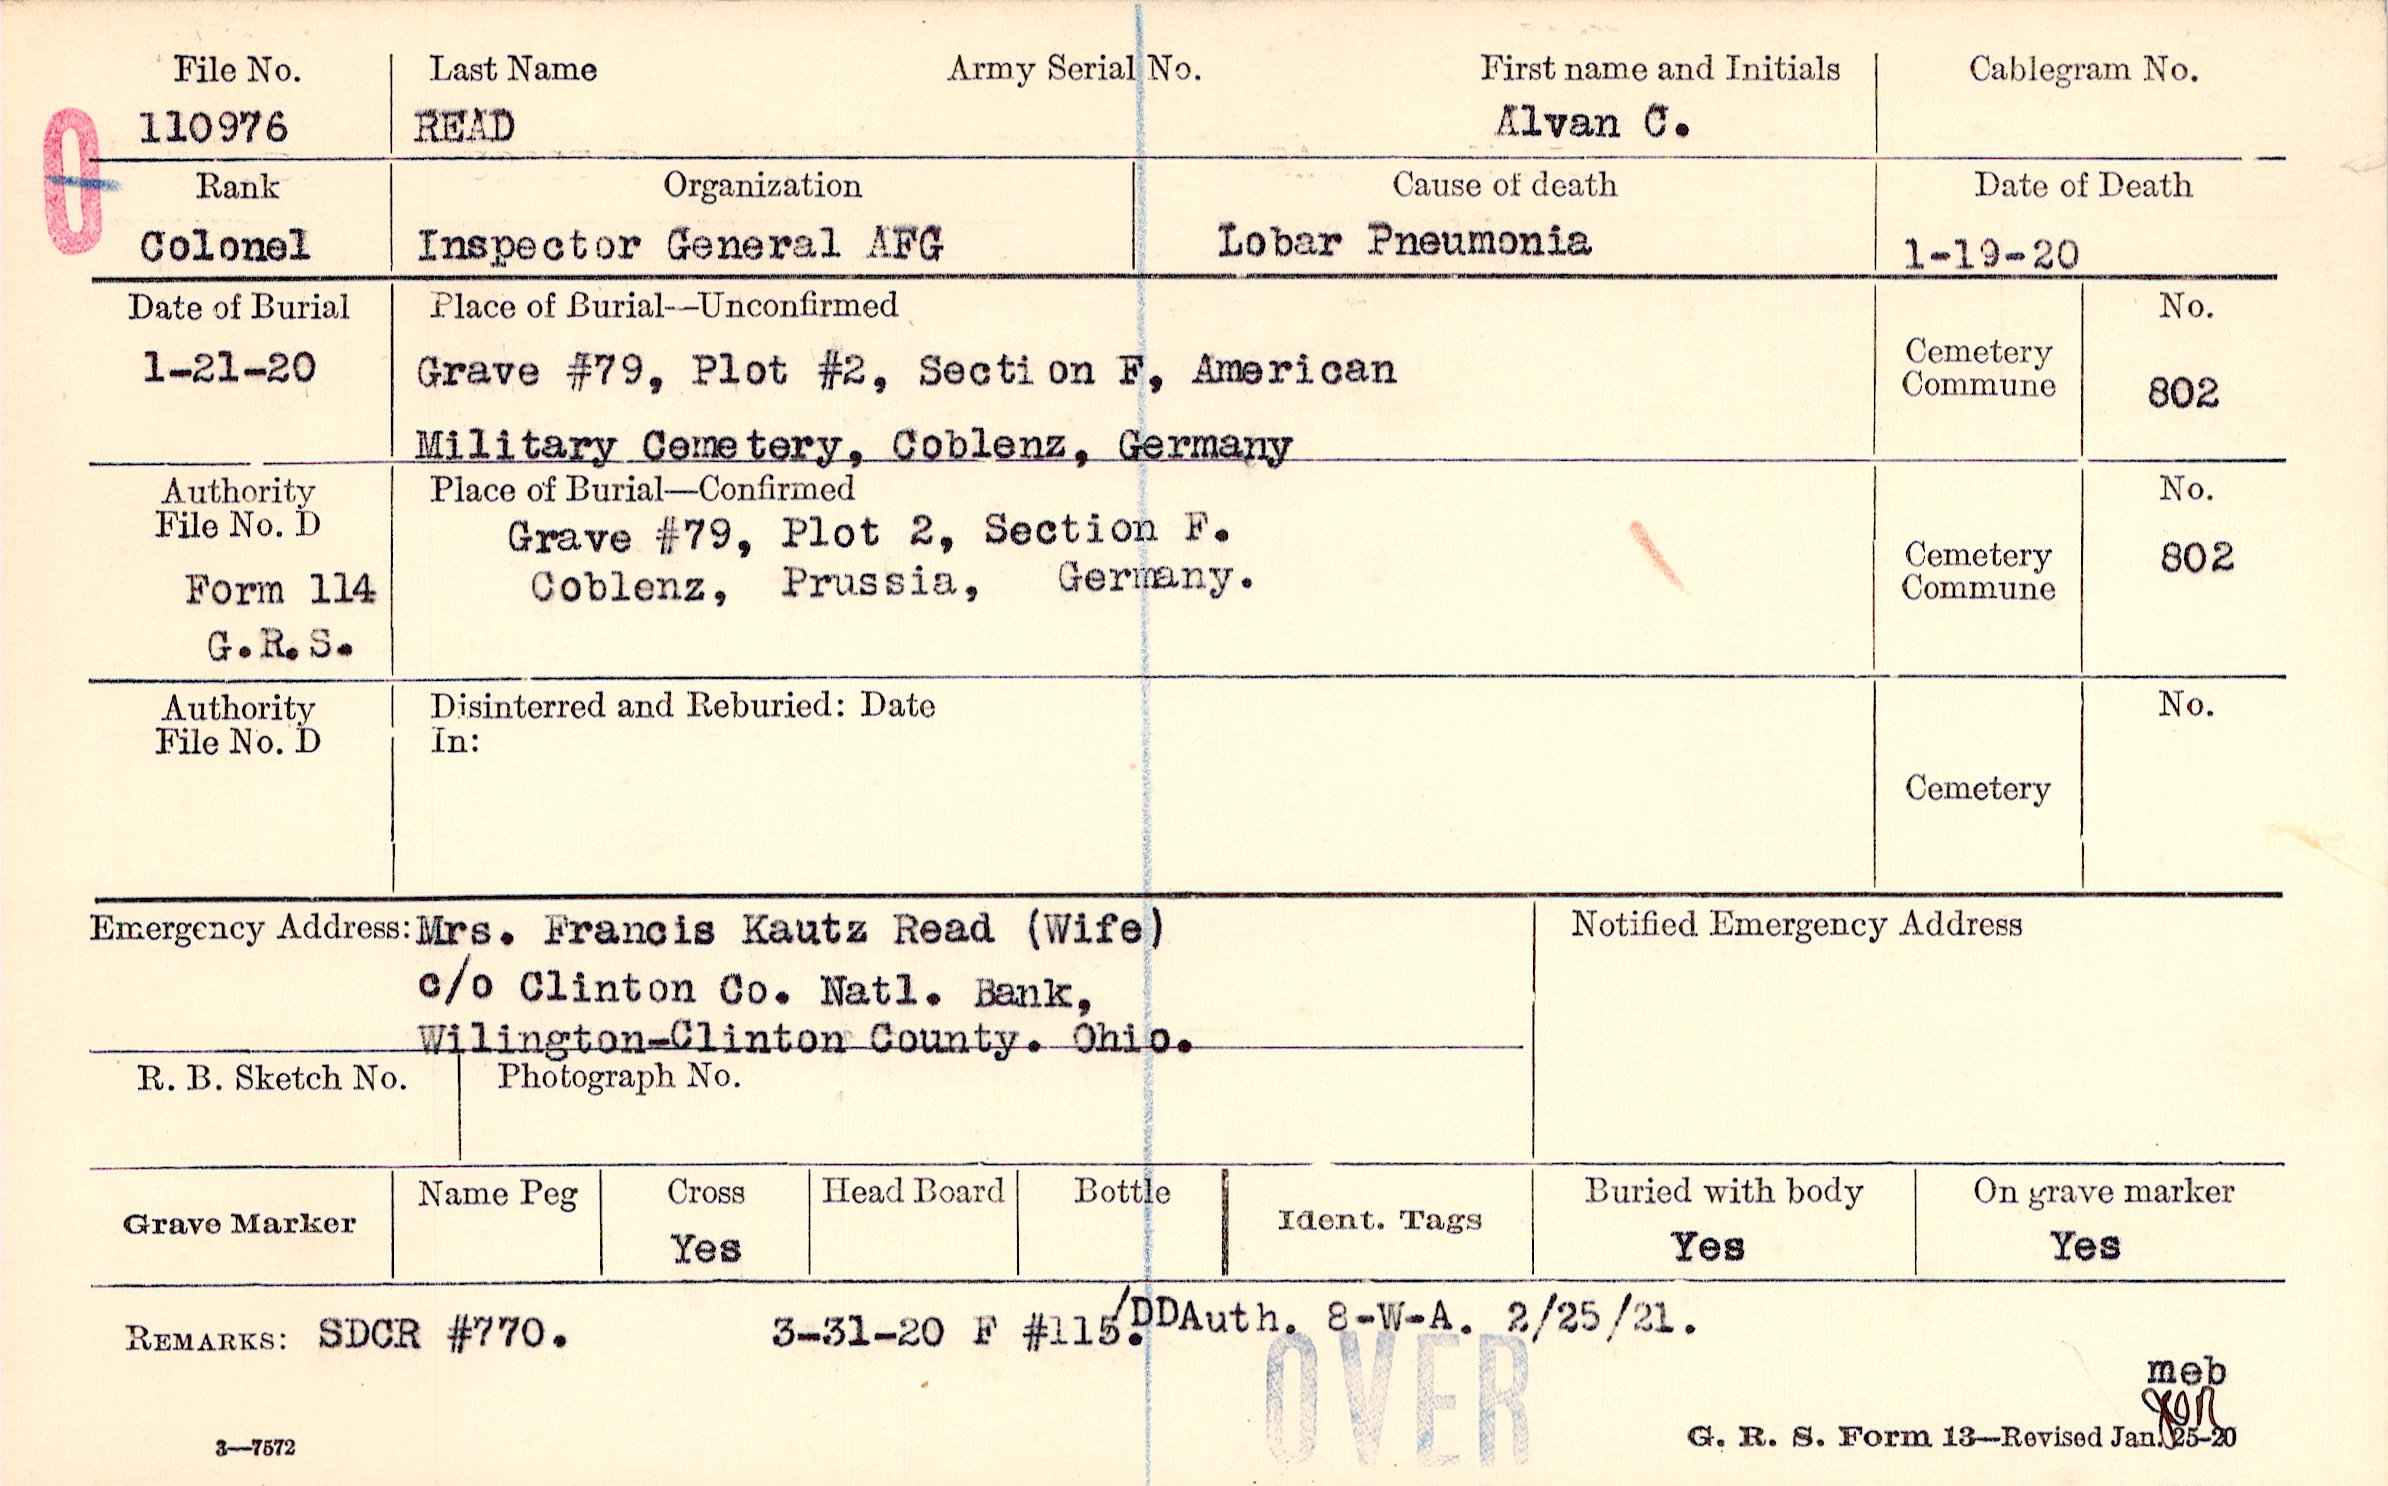 File No. Last Name Army Serial No. First name and Initials Cablegram No.
110976 READ Alvan C.
O
Rank Organization Cause of death Date of Death
Colonel Inspector General AFG Lobar Pneumonia 1-19-20
Date of Burial Place of Burial—Unconfirmed No.
1-21-20 Grave #79, Plot #2, Section F, American Cemetery
Commune 802
Military Cemetery, Coblenz, Germany
Authority Place of Burial—Confirmed No.
File No. D Grave #79, Plot 2, Section F. Cemetery 802
Form 114 Coblenz, Prussia, Germany. Commune
G.R.S.
Authority Disinterred and Reburied: Date No.
File No. D In:
Cemetery
Emergency Address: Mrs. Francis Kautz Read (Wife) Notified Emergency Address
c/o Clinton Co. Natl. Bank,
Wilington-Clinton County. Ohio.
R. B. Sketch No. Photograph No.
Grave Marker Name Peg Cross Head Board Bottle Ident. Tags Buried with body On grave marker
Yes Yes Yes
REMARKS: SDCR #770. 3-31-20 F #115./DDAuth. 8-W-A. 2/25/21.
OVER
meb
3—7572 G. R. S. Form 13—Revised Jan. 25-20